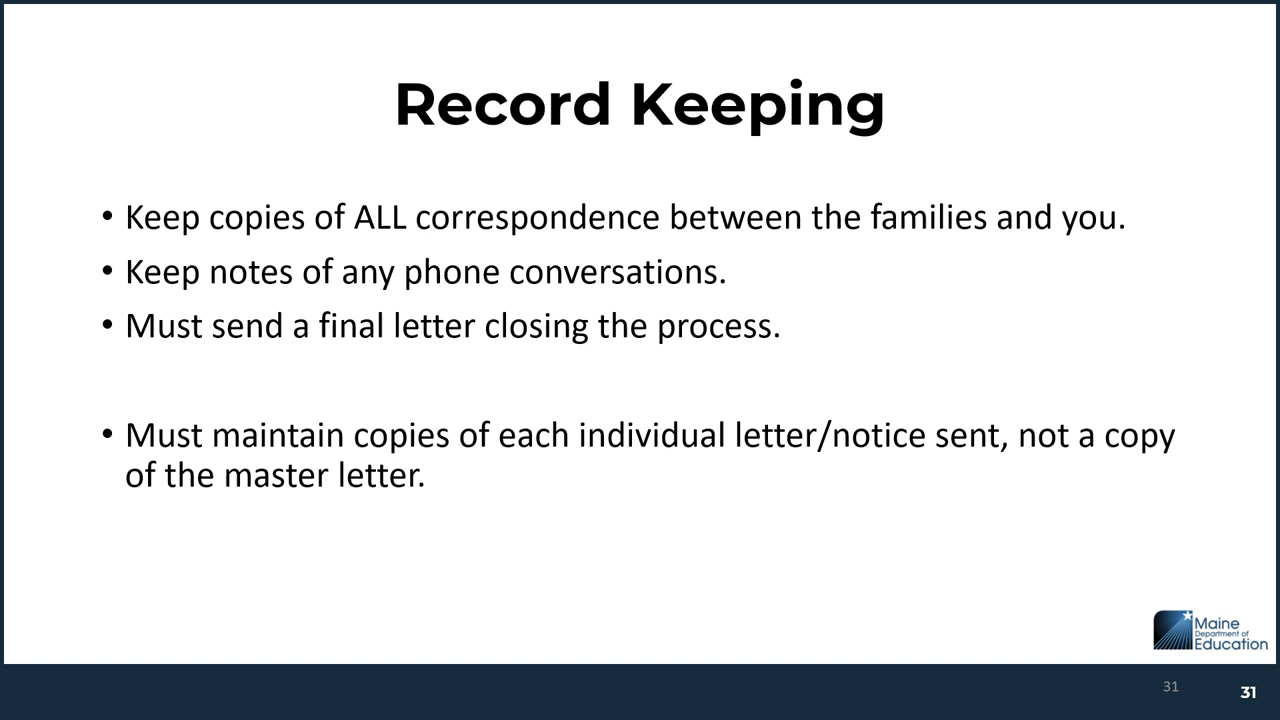 Record Keeping
• Keep copies of ALL correspondence between the families and you.
• Keep notes of any phone conversations.
• Must send a final letter closing the process.
• Must maintain copies of each individual letter/notice sent, not a copy
of the master letter.
Maine
Department of
Education
31
31